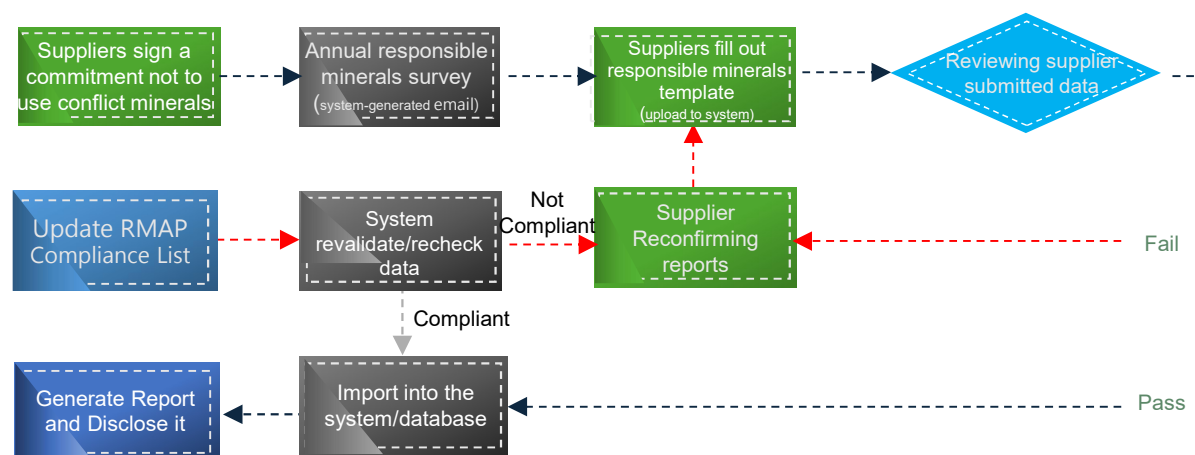 Suppliers sign a
commitment not to
use conflict minerals
Annual responsible
minerals survey
(system-generated email)
Suppliers fill out
responsible minerals
template
(upload to system)
Reviewing supplier
submitted data
Update RMAP
Compliance List
System
revalidate/recheck
data
Not
Compliant
Supplier
Reconfirming
reports
Fail
Compliant
Generate Report
and Disclose it
Import into the
system/database
Pass